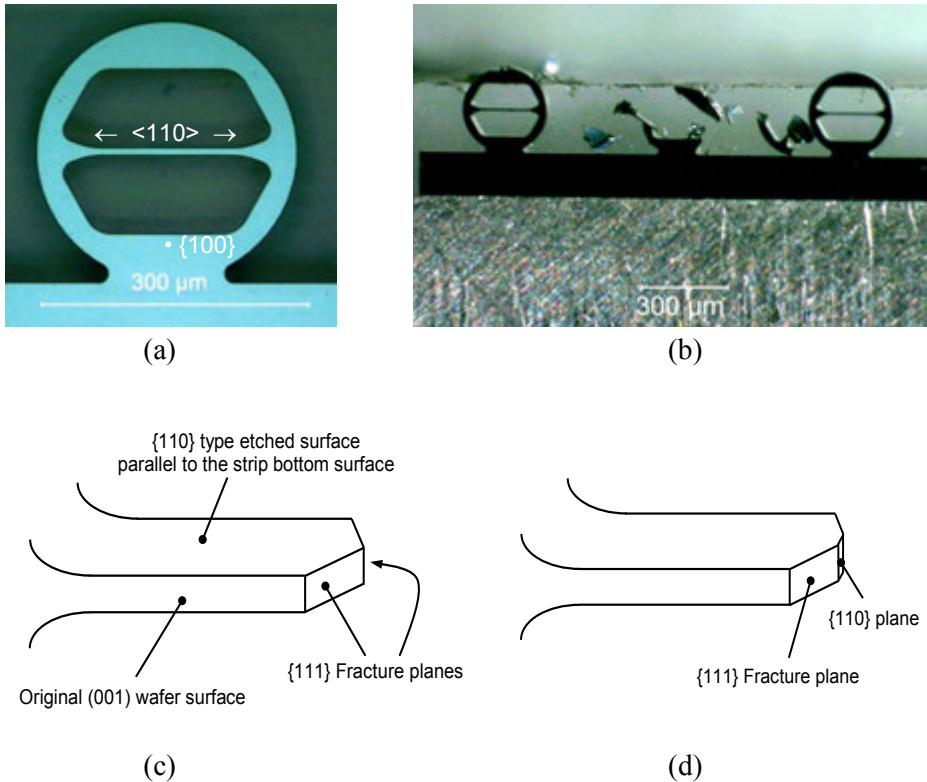 ← <110> →
• {100}
300 µm
300 µm
(a)
(b)
{110} type etched surface
parallel to the strip bottom surface
Original (001) wafer surface
{111} Fracture planes
{110} plane
{111} Fracture plane
(c)
(d)